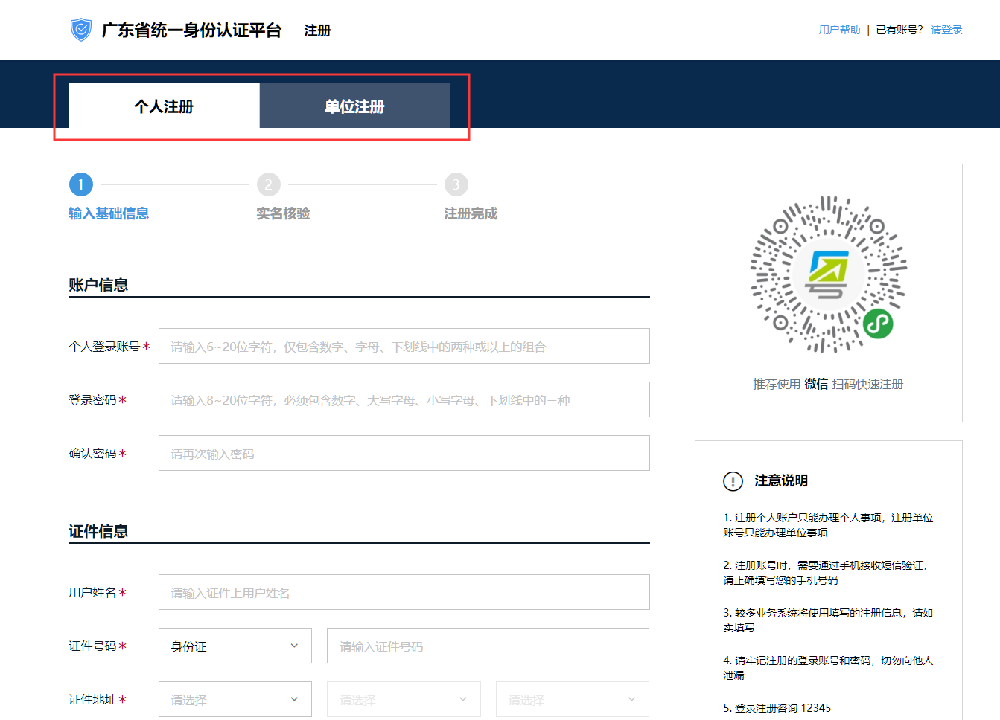 广东省统一身份认证平台 注册
用户帮助 | 已有账号? 请登录
个人注册 单位注册
1 2 3
输入基础信息 实名核验 注册完成
账户信息
个人登录账号* 请输入6~20位字符，仅包含数字、字母、下划线中的两种或以上的组合
登录密码* 请输入8~20位字符，必须包含数字、大写字母、小写字母、下划线中的三种
确认密码* 请再次输入密码
证件信息
用户姓名* 请输入证件上用户姓名
证件号码* 身份证 请输入证件号码
证件地址* 请选择 请选择 请选择
推荐使用 微信 扫码快速注册
注意说明
1. 注册个人账户只能办理个人事项，注册单位
账号只能办理单位事项
2. 注册账号时，需要通过手机接收短信验证，
请正确填写您的手机号码
3. 较多业务系统将使用填写的注册信息，请如
实填写
4. 请牢记注册的登录账号和密码，切勿向他人
泄漏
5. 登录注册咨询 12345